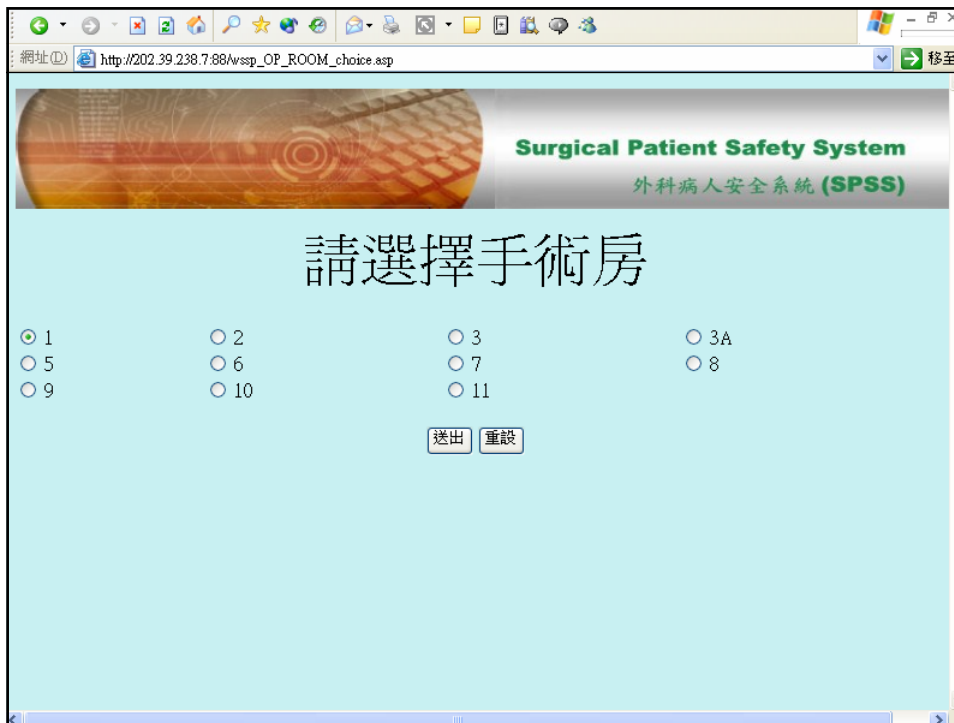 網址(D) http://202.39.238.7:88/wssp_OP_ROOM_choice.asp 移至
Surgical Patient Safety System
外科病人安全系統 (SPSS)
請選擇手術房
1 2 3 3A
5 6 7 8
9 10 11
送出 重設